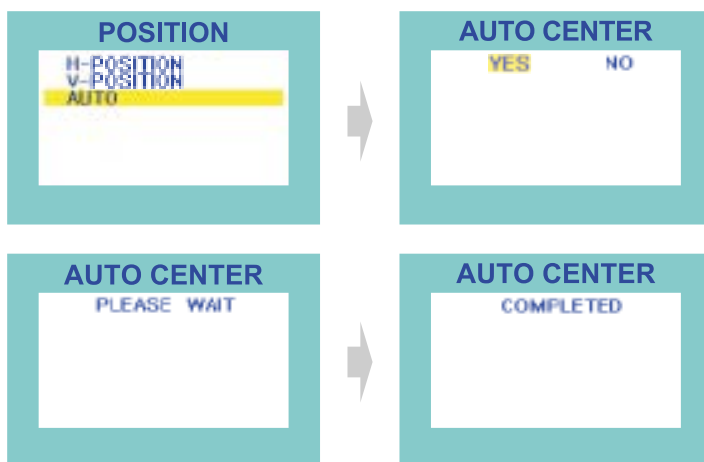 POSITION
H-POSITION
V-POSITION
AUTO
AUTO CENTER
YES NO
AUTO CENTER
PLEASE WAIT
AUTO CENTER
COMPLETED